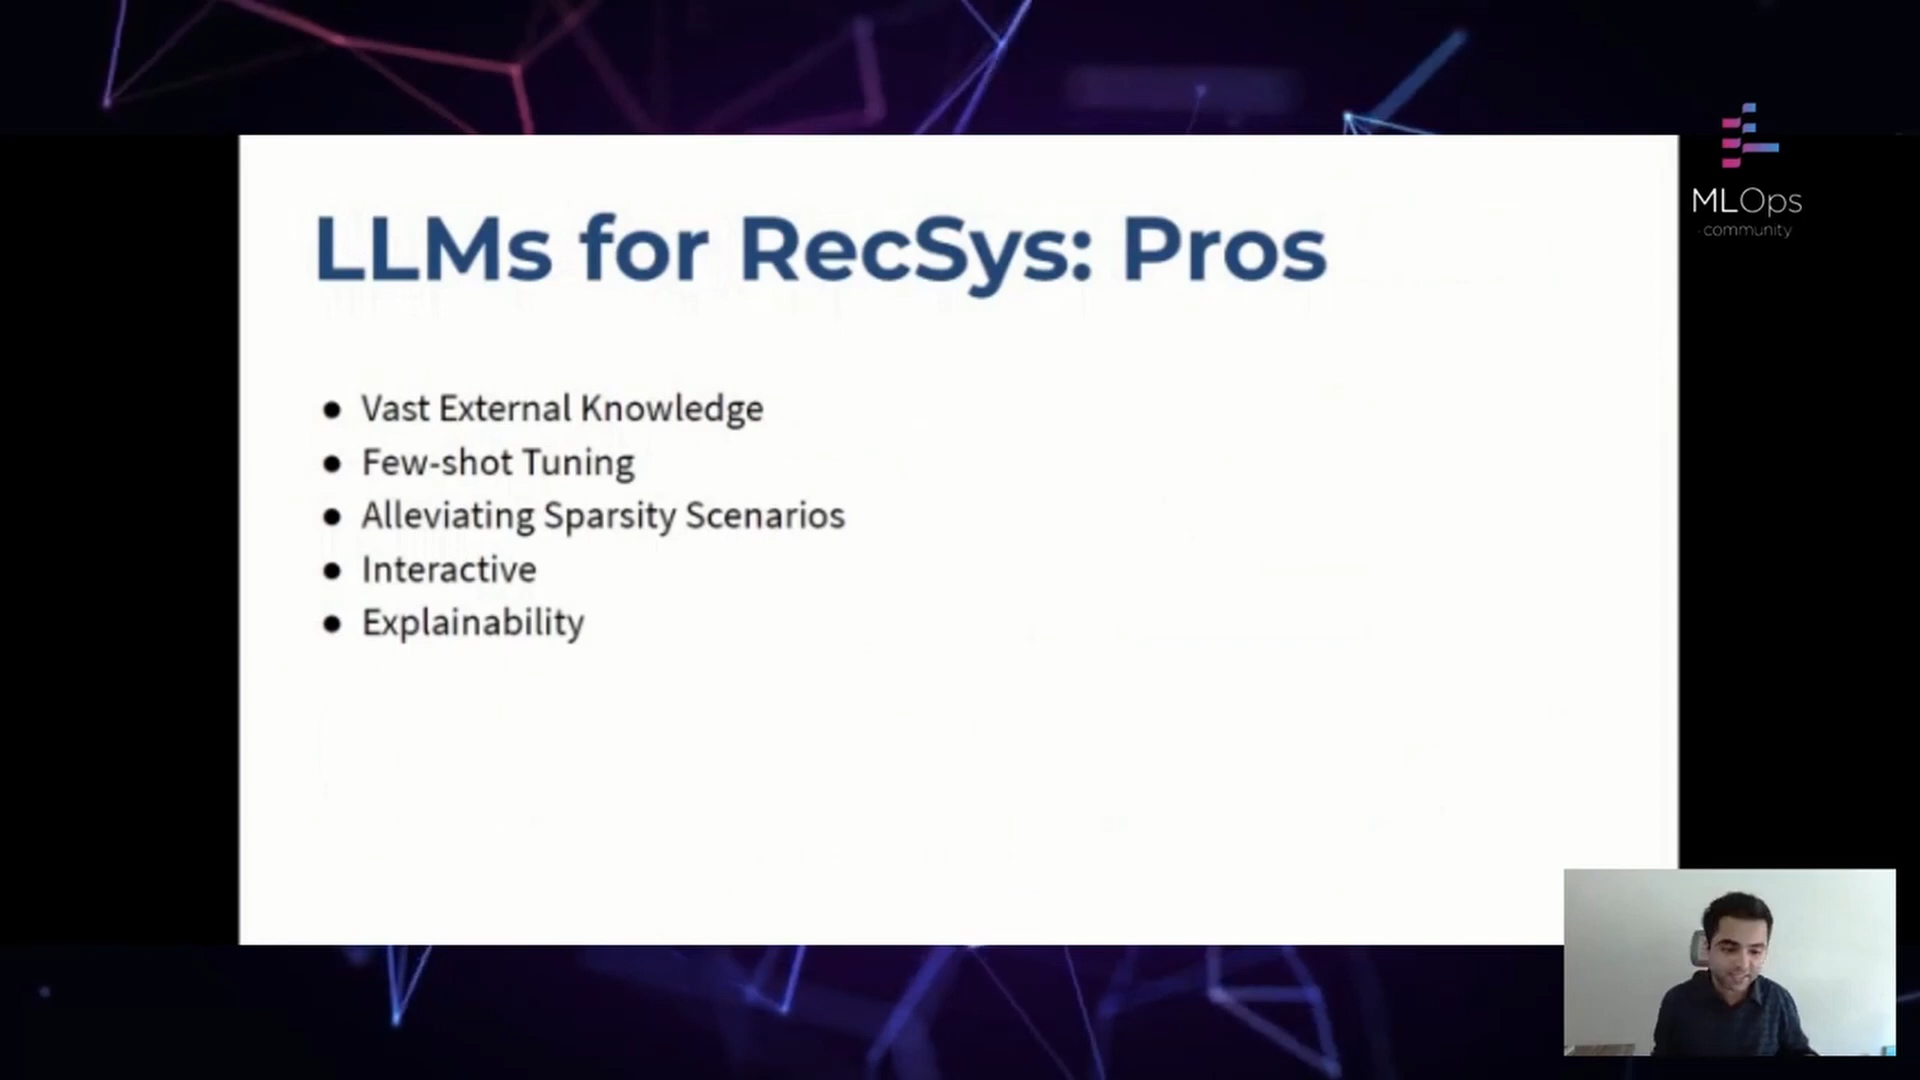 LLMs for RecSys: Pros
● Vast External Knowledge
● Few-shot Tuning
● Alleviating Sparsity Scenarios
● Interactive
● Explainability
MLOps
community